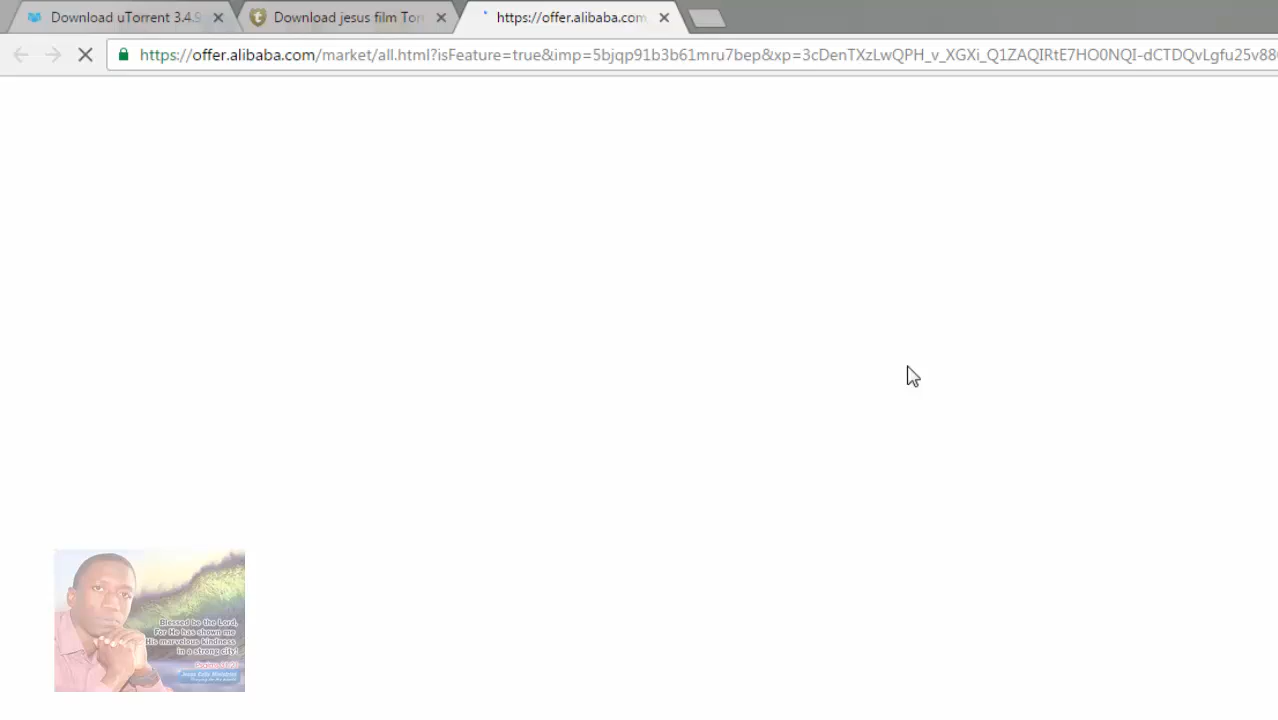 Download uTorrent 3.4.9
Download jesus film Tor
https://offer.alibaba.com
https://offer.alibaba.com/market/all.html?isFeature=true&imp=5bjqp91b3b61mru7bep&xp=3cDenTXzLwQPH_v_XGXi_Q1ZAQIRtE7HO0NQI-dCTDQvLgfu25v88
Blessed be the Lord,
For He has shown me
His marvelous kindness
in a strong city!